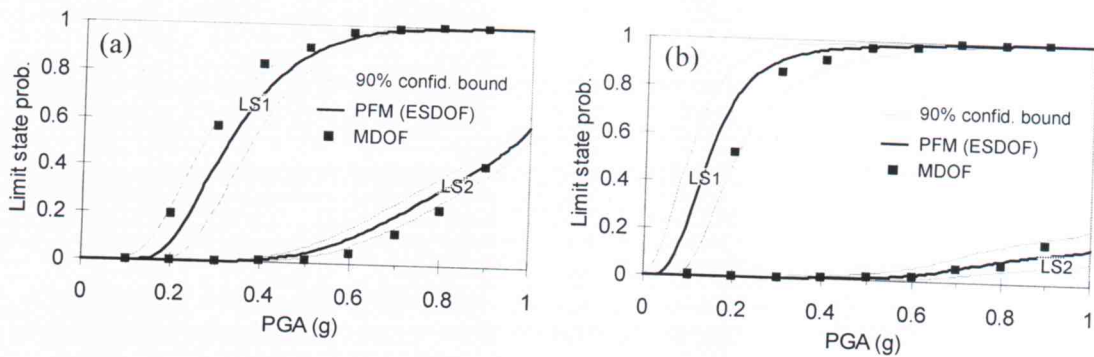 (a)
Limit state prob.
1
0.8
0.6
0.4
0.2
0
0
0.2
0.4
0.6
0.8
1
PGA (g)
90% confid. bound
PFM (ESDOF)
MDOF
LS1
LS2
(b)
Limit state prob.
1
0.8
0.6
0.4
0.2
0
0
0.2
0.4
0.6
0.8
1
PGA (g)
90% confid. bound
PFM (ESDOF)
MDOF
LS1
LS2